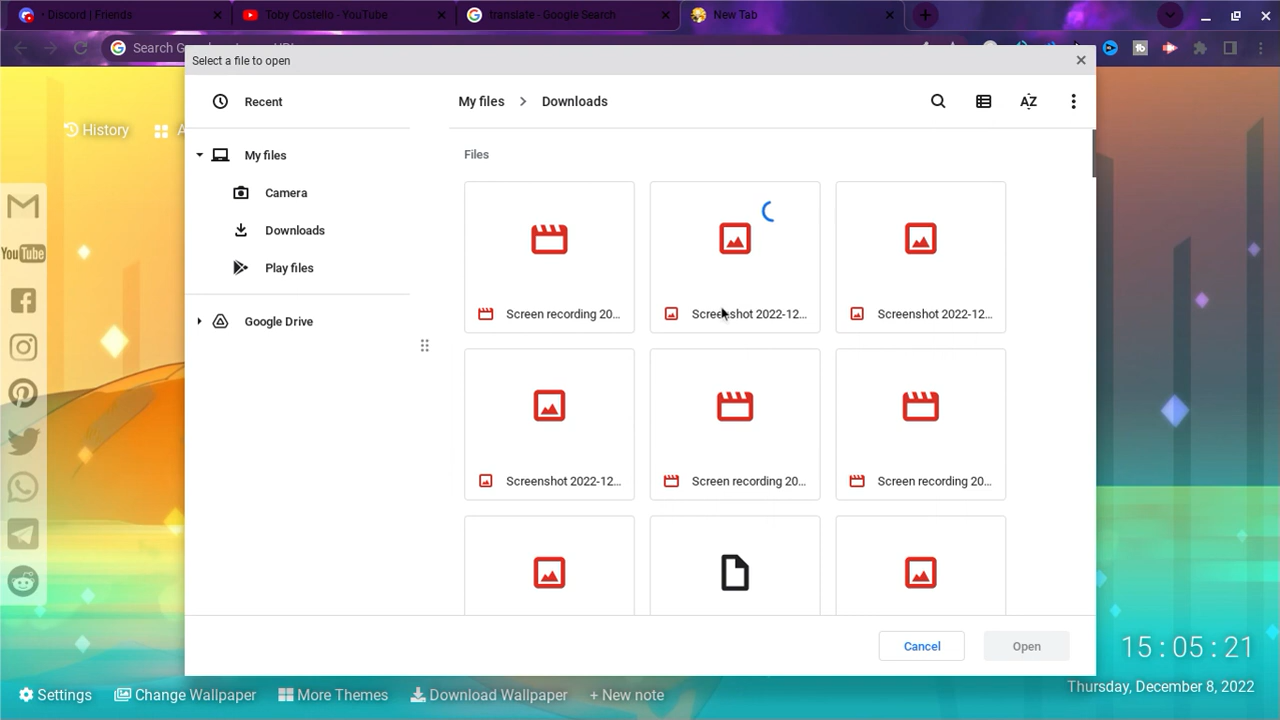 • Discord | Friends
Toby Costello - YouTube
translate - Google Search
New Tab
Search
Select a file to open
Recent
My files
Downloads
AZ
History
A
My files
Camera
Downloads
Play files
Google Drive
Files
Screen recording 20...
Screenshot 2022-12...
Screenshot 2022-12...
Screenshot 2022-12...
Screen recording 20...
Screen recording 20...
YouTube
Cancel
Open
15:05:21
Thursday, December 8, 2022
Settings
Change Wallpaper
More Themes
Download Wallpaper
+ New note